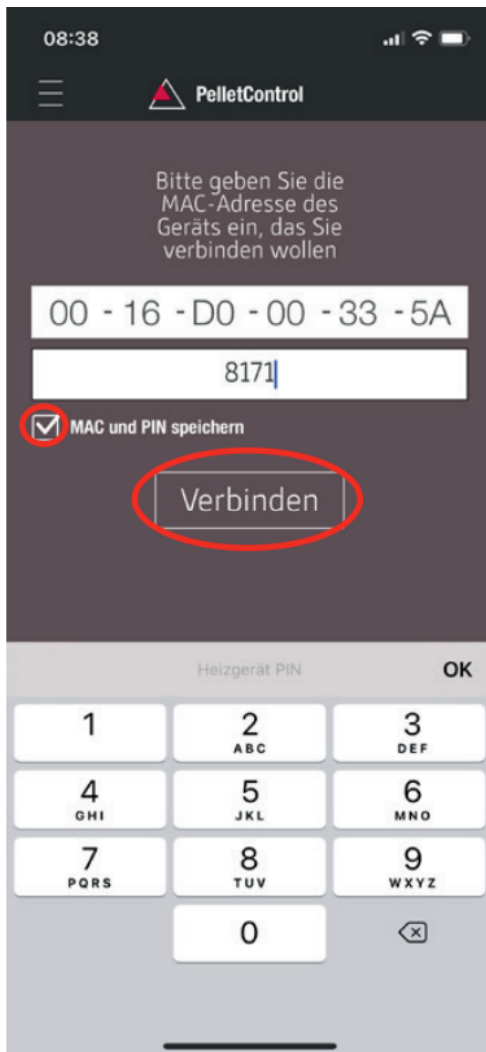 08:38
PelletControl
Bitte geben Sie die
MAC-Adresse des
Geräts ein, das Sie
verbinden wollen
00 - 16 - D0 - 00 - 33 - 5A
8171
MAC und PIN speichern
Verbinden
Heizgerät PIN OK
1 2 3
ABC DEF
4 5 6
GHI JKL MNO
7 8 9
PQRS TUV WXYZ
0